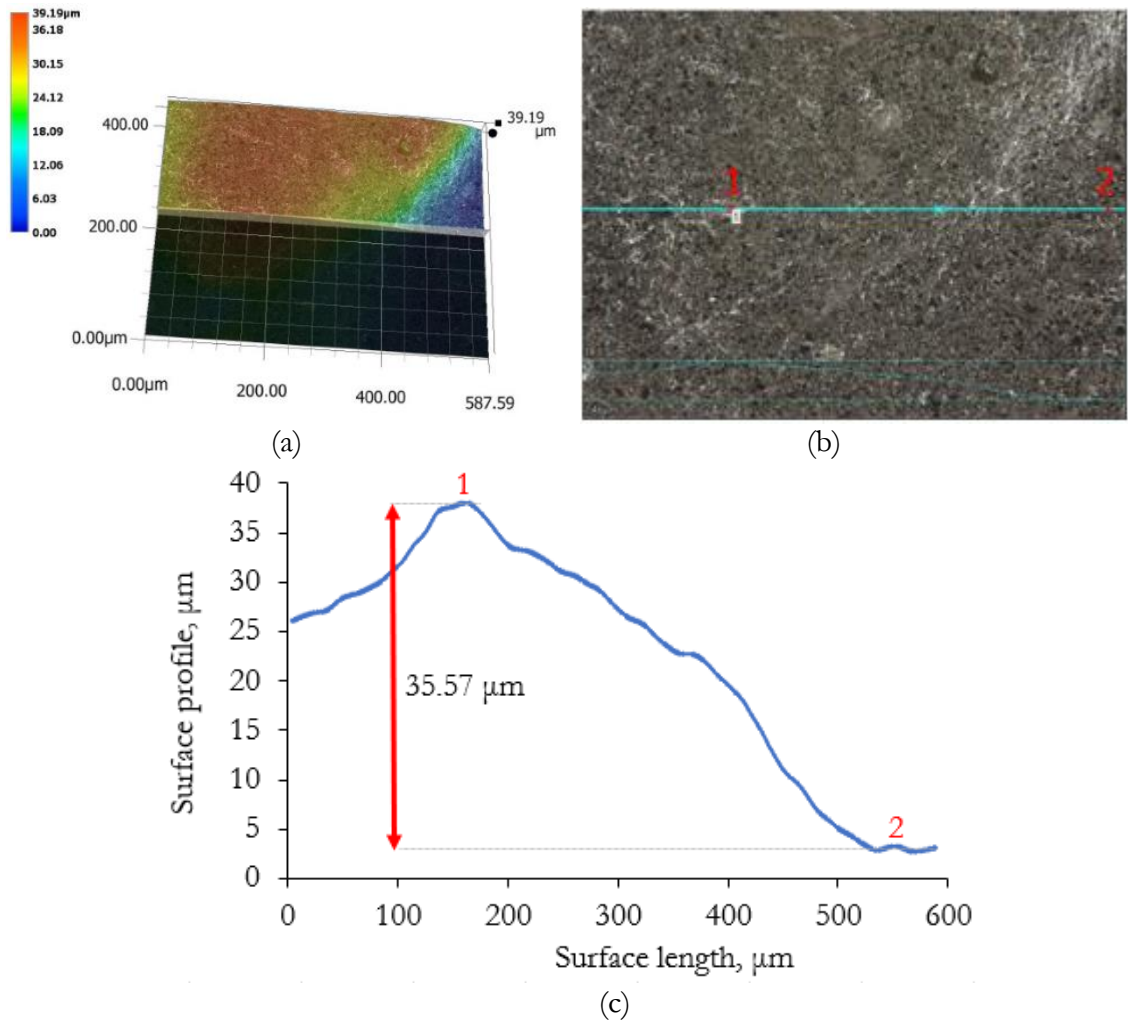 39.19μm
36.18
30.15
24.12
18.09
12.06
6.03
0.00
400.00
200.00
0.00μm
0.00μm
200.00
400.00
587.59
39.19
μm
(a)
1
2
(b)
40
35
30
25
20
15
10
5
0
Surface profile, μm
1
35.57 μm
2
0 100 200 300 400 500 600
Surface length, μm
(c)